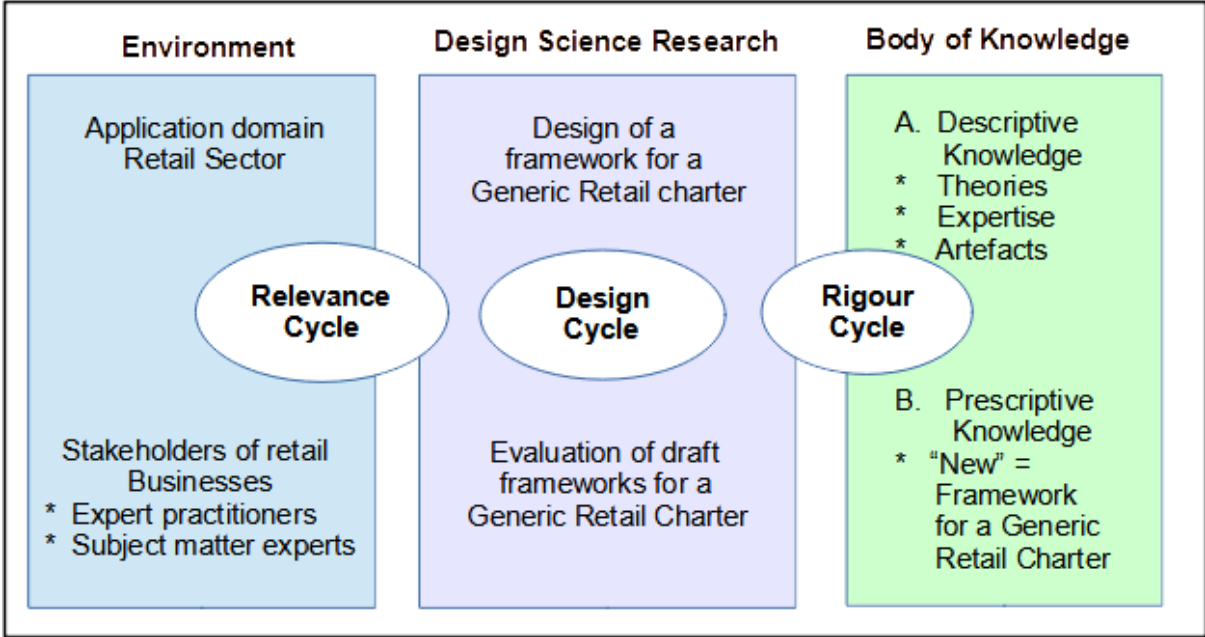 Environment
Application domain
Retail Sector
Relevance
Cycle
Stakeholders of retail
Businesses
* Expert practitioners
* Subject matter experts
Design Science Research
Design of a
framework for a
Generic Retail charter
Design
Cycle
Evaluation of draft
frameworks for a
Generic Retail Charter
Body of Knowledge
A. Descriptive
Knowledge
* Theories
* Expertise
* Artefacts
Rigour
Cycle
B. Prescriptive
Knowledge
* “New” =
Framework
for a Generic
Retail Charter